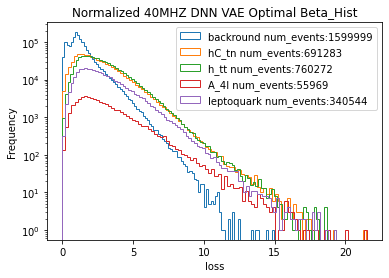 Normalized 40MHZ DNN VAE Optimal Beta_Hist
backround num_events:1599999
hC_tn num_events:691283
h_tt num_events:760272
A_4l num_events:55969
leptoquark num_events:340544
Frequency
10^5
10^4
10^3
10^2
10^1
10^0
0 5 10 15 20
loss